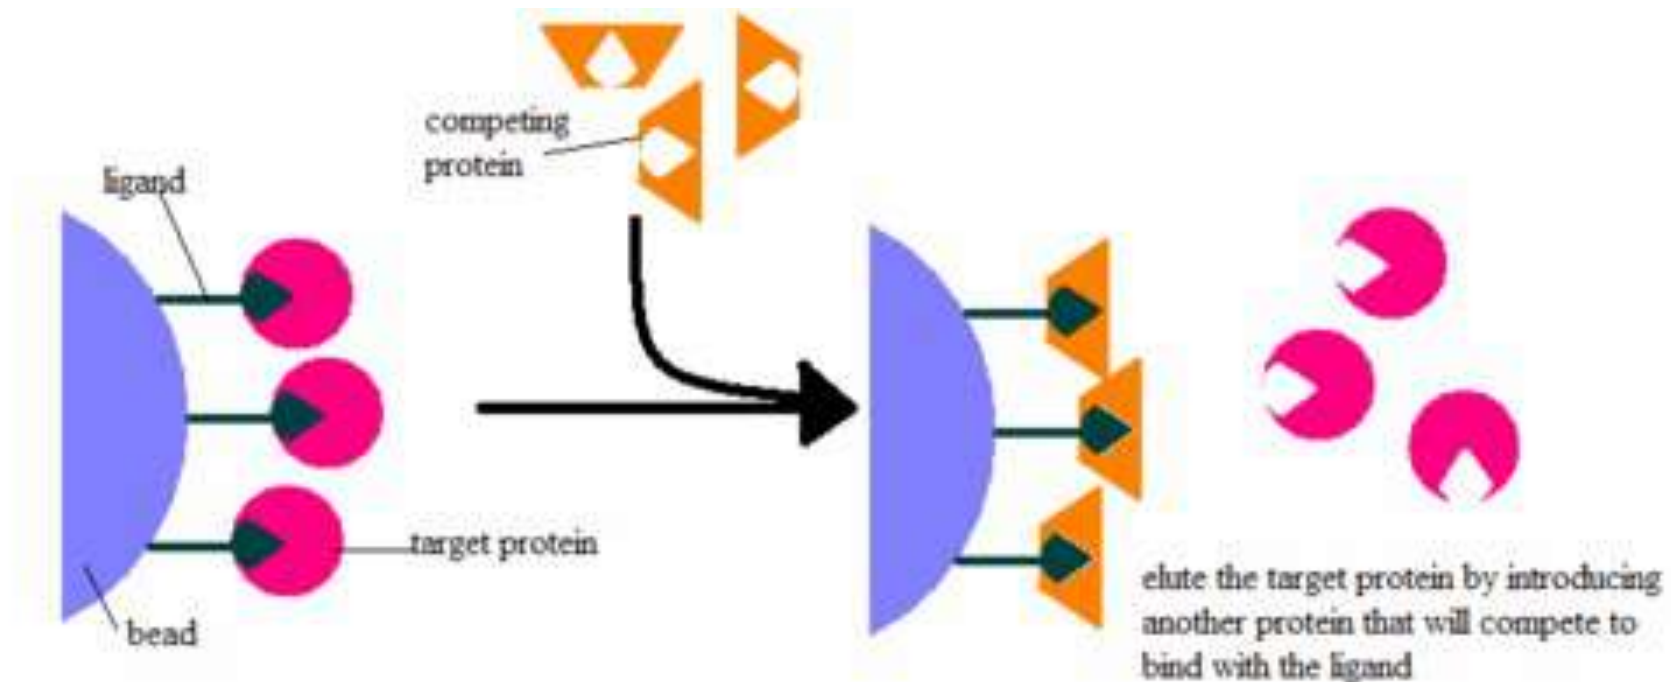 competing
protein
ligand
target protein
bead
elute the target protein by introducing
another protein that will compete to
bind with the ligand